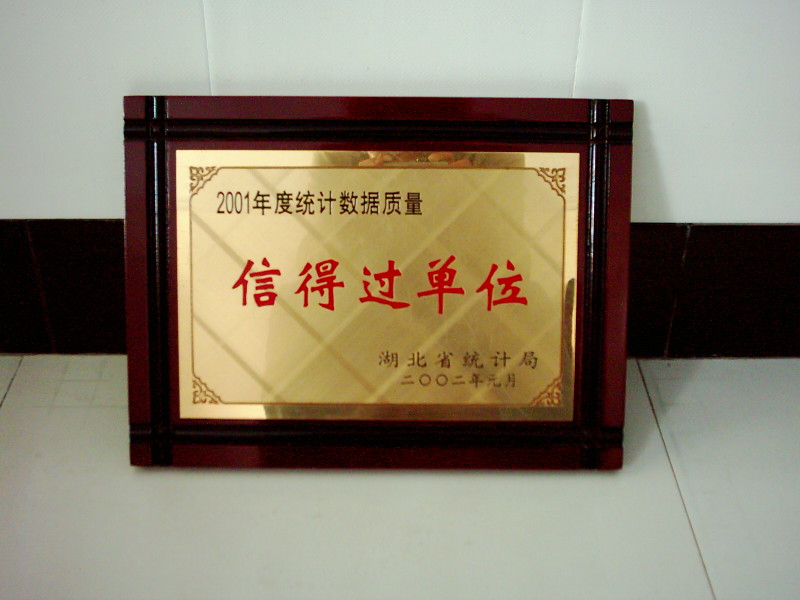 2001年度统计数据质量
信得过单位
湖北省统计局
二〇〇二年元月